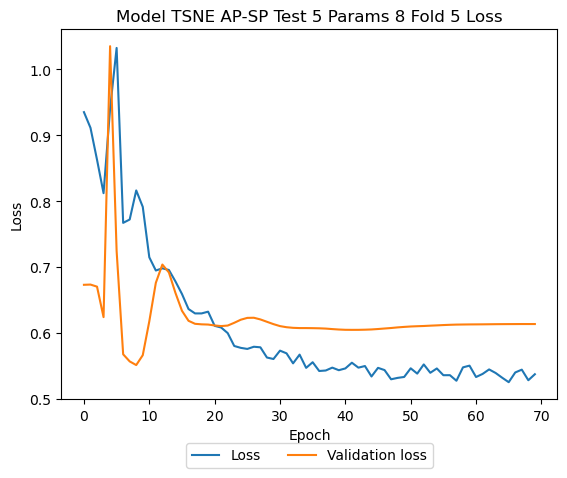 Model TSNE AP-SP Test 5 Params 8 Fold 5 Loss
Loss
1.0
0.9
0.8
0.7
0.6
0.5
0 10 20 30 40 50 60 70
Epoch
Loss Validation loss